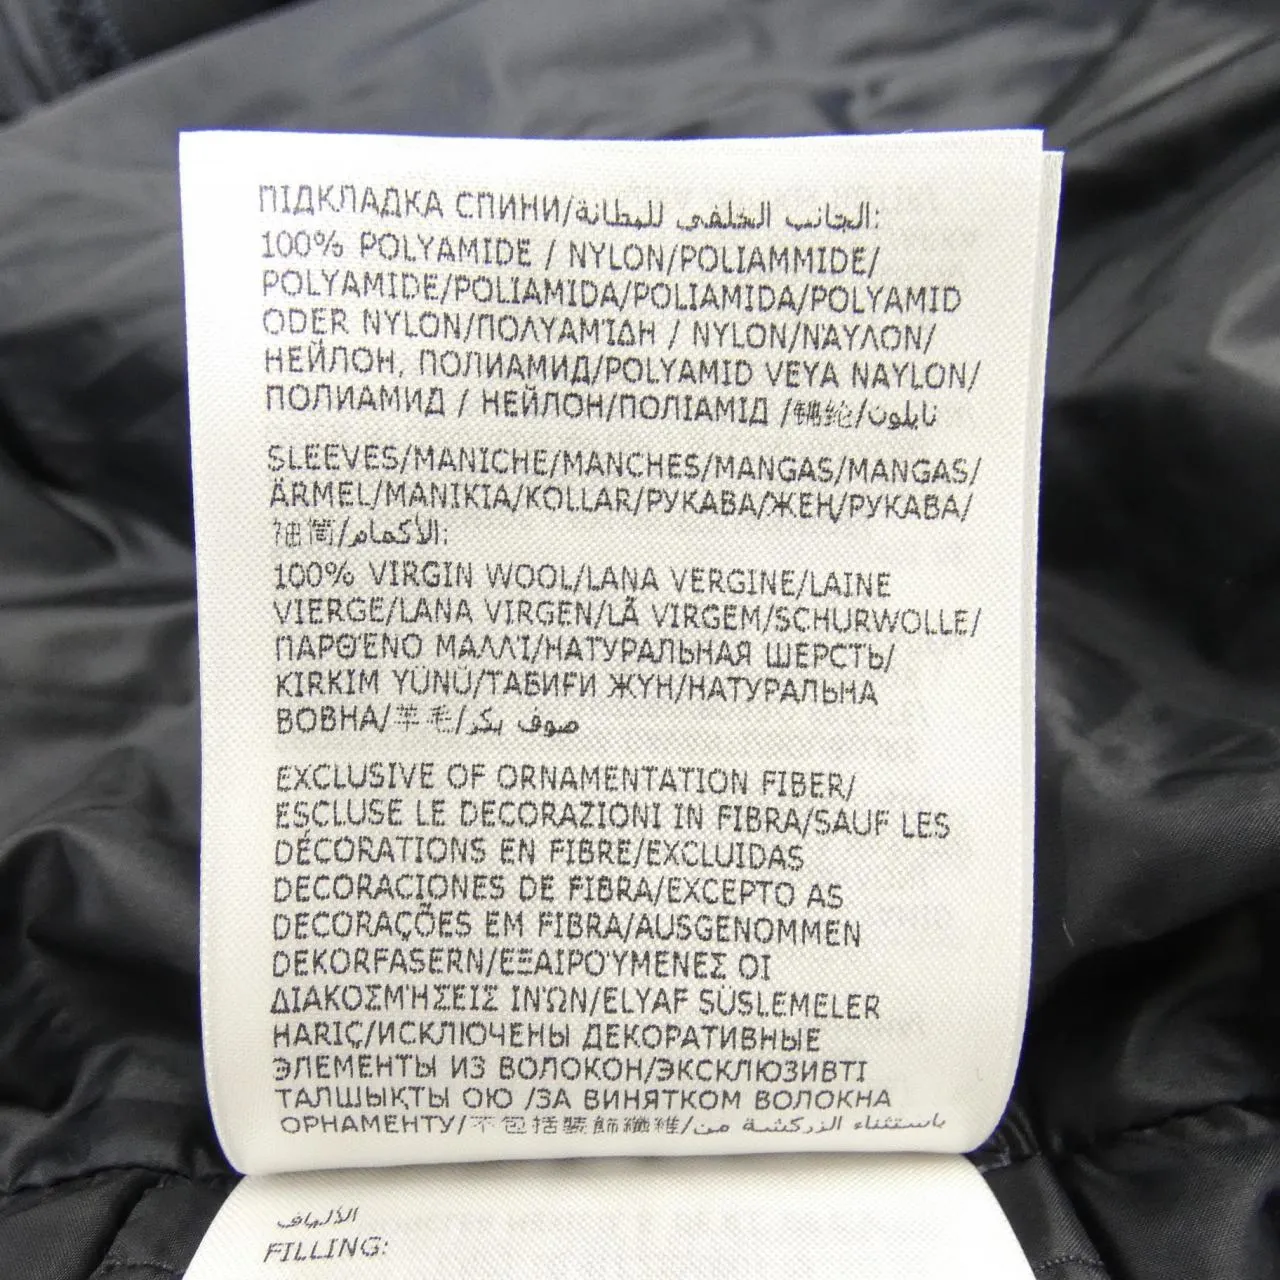 ПІДКЛАДКА СПИНИ/الجانب الخلفي للبطانة:
100% POLYAMIDE / NYLON/POLIAMMIDE/
POLYAMIDE/POLIAMIDA/POLIAMIDA/POLYAMID
ODER NYLON/ΠΟΛΥΑΜΊΔΗ / NYLON/ΝΆΥΛΟΝ/
НЕЙЛОН, ПОЛИАМИД/POLYAMID VEYA NAYLON/
ПОЛИАМИД / НЕЙЛОН/ПОЛІАМІД /锦纶/نايلون
SLEEVES/MANICHE/MANCHES/MANGAS/MANGAS/
ÄRMEL/MANIKIA/KOLLAR/РУКАВА/ЖЕҢ/РУКАВА/
袖筒/الأكمام:
100% VIRGIN WOOL/LANA VERGINE/LAINE
VIERGE/LANA VIRGEN/LÃ VIRGEM/SCHURWOLLE/
ΠΑΡΘΈΝΟ ΜΑΛΛΊ/НАТУРАЛЬНАЯ ШЕРСТЬ/
KIRKIM YÜNÜ/ТАБИҒИ ЖҮН/НАТУРАЛЬНА
ВОВНА/羊毛/صوف بكر
EXCLUSIVE OF ORNAMENTATION FIBER/
ESCLUSE LE DECORAZIONI IN FIBRA/SAUF LES
DÉCORATIONS EN FIBRE/EXCLUIDAS
DECORACIONES DE FIBRA/EXCEPTO AS
DECORAÇÕES EM FIBRA/AUSGENOMMEN
DEKORFASERN/ΕΞΑΙΡΟΎΜΕΝΕΣ ΟΙ
ΔΙΑΚΟΣΜΉΣΕΙΣ ΙΝΏΝ/ELYAF SÜSLEMELER
HARIÇ/ИСКЛЮЧЕНЫ ДЕКОРАТИВНЫЕ
ЭЛЕМЕНТЫ ИЗ ВОЛОКОН/ЭКСКЛЮЗИВТІ
ТАЛШЫҚТЫ ОЮ /ЗА ВИНЯТКОМ ВОЛОКНА
ОРНАМЕНТУ/不包括裝飾纖維/باستثناء الزركشة من
الألياف
FILLING: